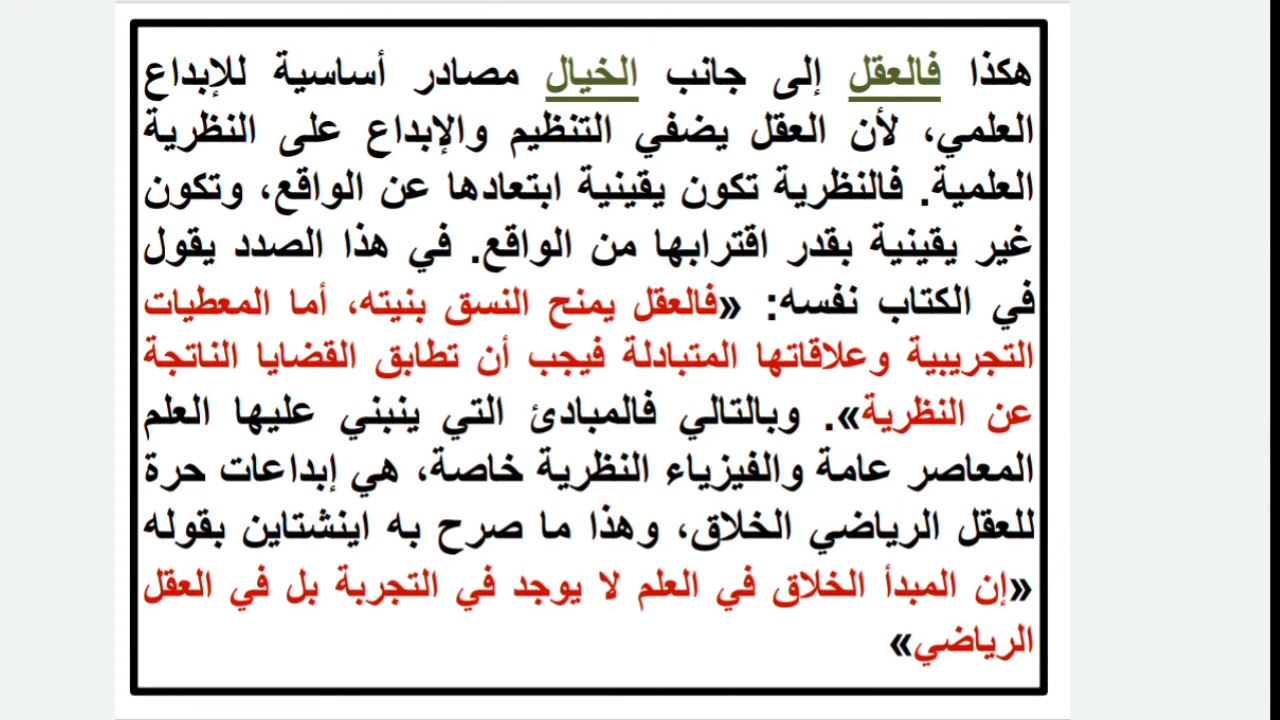 هكذا فالعقل إلى جانب الخيال مصادر أساسية للإبداع
العلمي، لأن العقل يضفي التنظيم والإبداع على النظرية
العلمية. فالنظرية تكون يقينية ابتعادها عن الواقع، وتكون
غير يقينية بقدر اقترابها من الواقع. في هذا الصدد يقول
في الكتاب نفسه: «فالعقل يمنح النسق بنيته، أما المعطيات
التجريبية وعلاقاتها المتبادلة فيجب أن تطابق القضايا الناتجة
عن النظرية». وبالتالي فالمبادئ التي ينبني عليها العلم
المعاصر عامة والفيزياء النظرية خاصة، هي إبداعات حرة
للعقل الرياضي الخلاق، وهذا ما صرح به اينشتاين بقوله
«إن المبدأ الخلاق في العلم لا يوجد في التجربة بل في العقل
الرياضي»